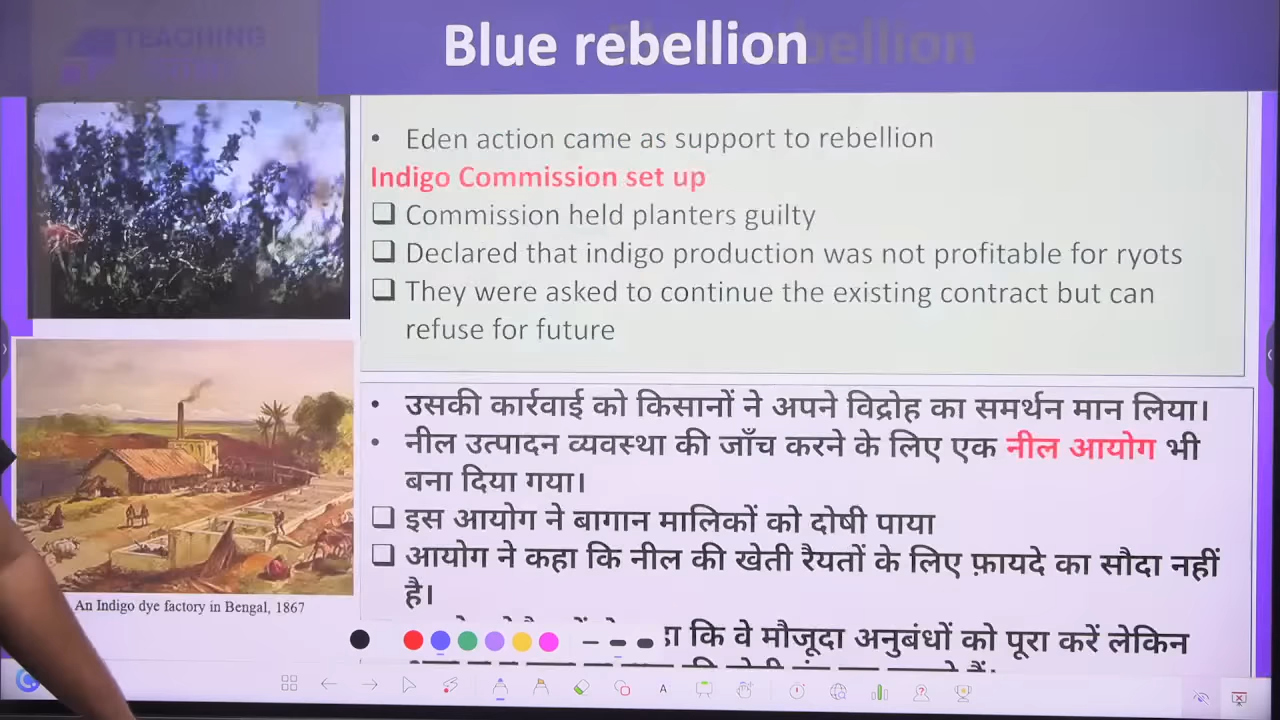 Blue rebellion
TEACHING
• Eden action came as support to rebellion
Indigo Commission set up
❑ Commission held planters guilty
❑ Declared that indigo production was not profitable for ryots
❑ They were asked to continue the existing contract but can
refuse for future
• उसकी कार्रवाई को किसानों ने अपने विद्रोह का समर्थन मान लिया।
• नील उत्पादन व्यवस्था की जाँच करने के लिए एक नील आयोग भी
बना दिया गया।
❑ इस आयोग ने बागान मालिकों को दोषी पाया
❑ आयोग ने कहा कि नील की खेती रैयतों के लिए फ़ायदे का सौदा नहीं
है।
कि वे मौजूदा अनुबंधों को पूरा करें लेकिन
An Indigo dye factory in Bengal, 1867